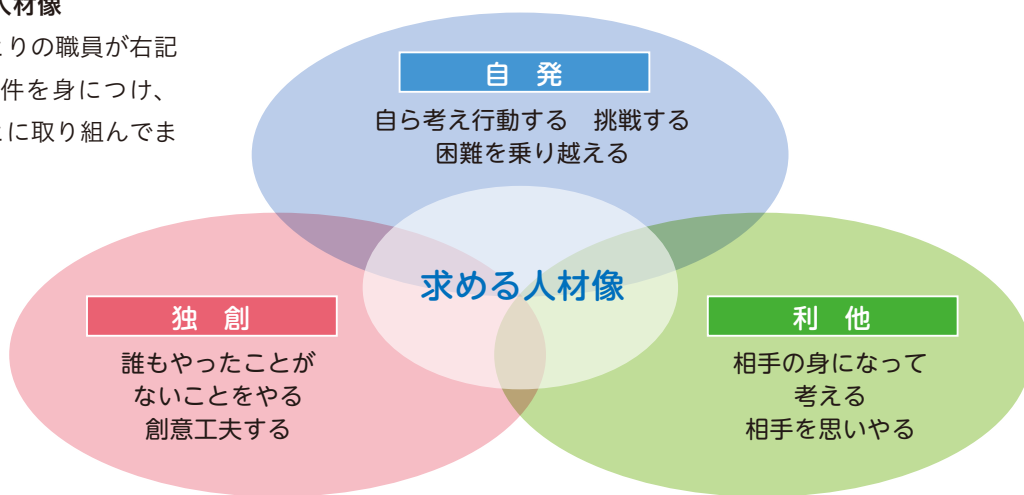 人材像
りの職員が右記
件を身につけ、
に取り組んでま
自　発
自ら考え行動する　挑戦する
困難を乗り越える
求める人材像
独　創
誰もやったことが
ないことをやる
創意工夫する
利　他
相手の身になって
考える
相手を思いやる